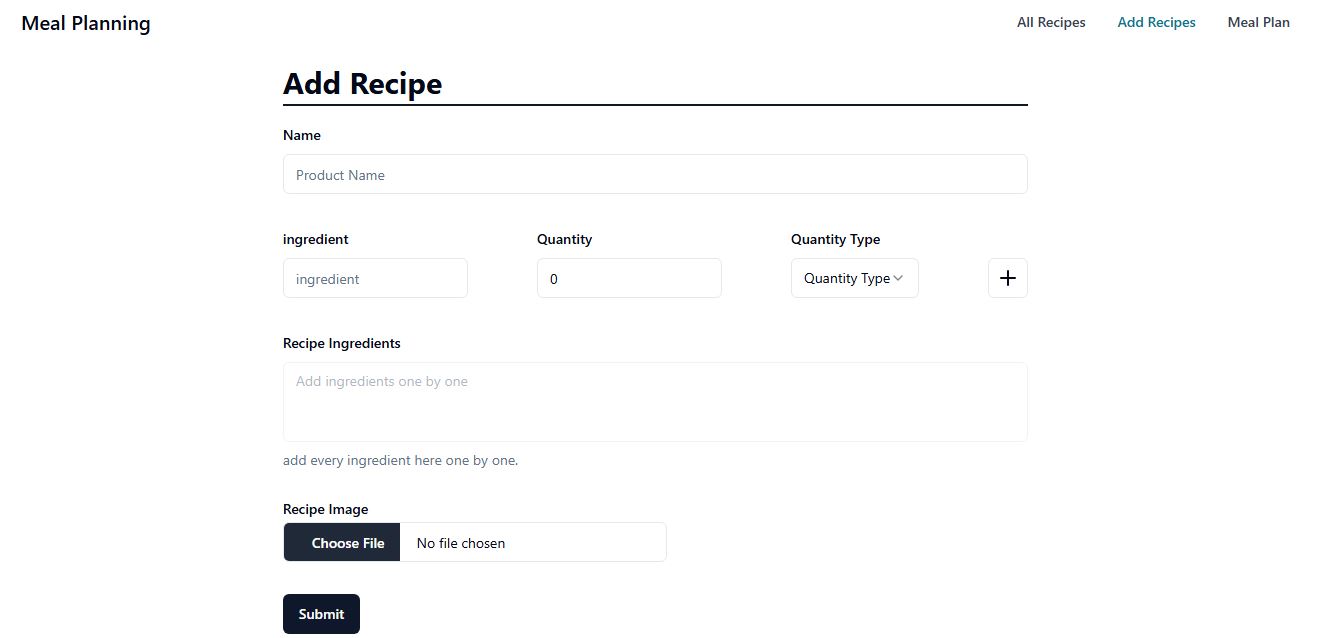 Meal Planning
All Recipes Add Recipes Meal Plan
Add Recipe
Name
Product Name
ingredient Quantity Quantity Type
ingredient 0 Quantity Type
Recipe Ingredients
Add ingredients one by one
add every ingredient here one by one.
Recipe Image
Choose File No file chosen
Submit